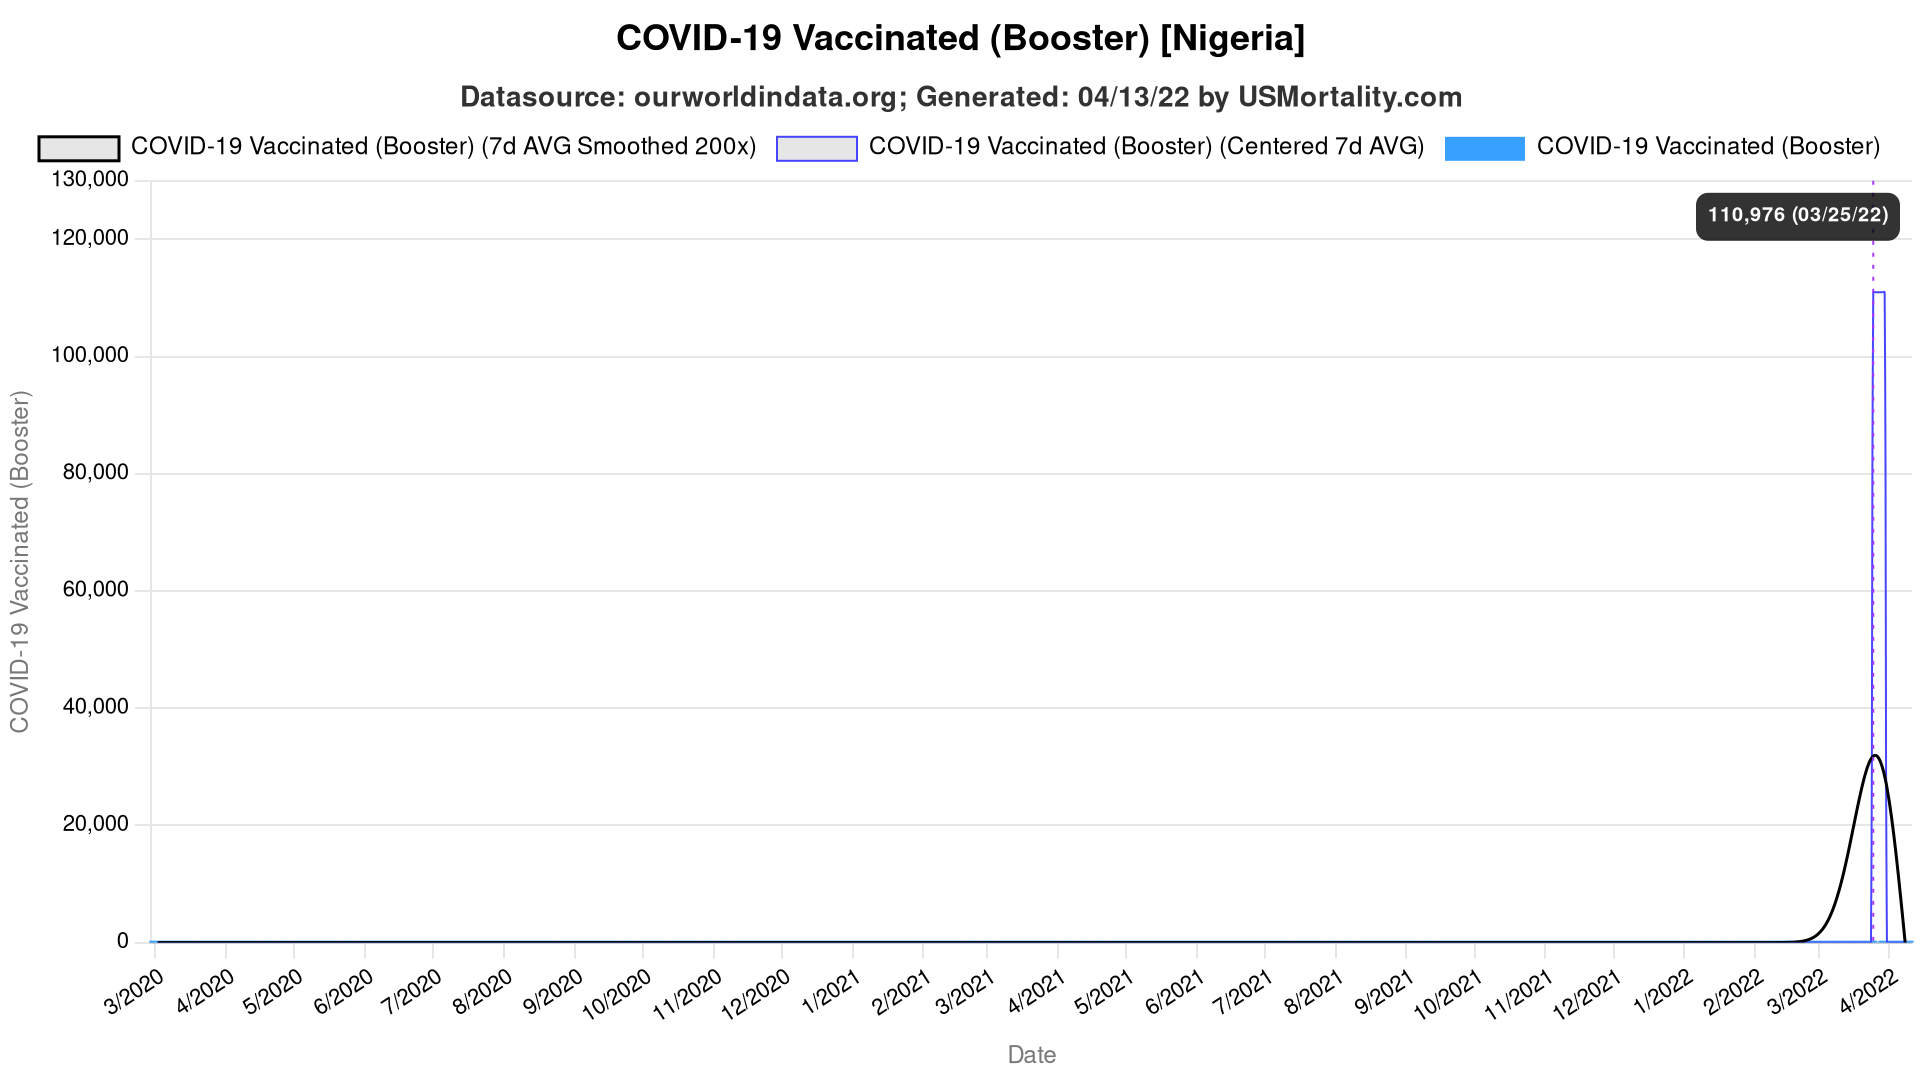 COVID-19 Vaccinated (Booster) [Nigeria]
Datasource: ourworldindata.org; Generated: 04/13/22 by USMortality.com
COVID-19 Vaccinated (Booster) (7d AVG Smoothed 200x) COVID-19 Vaccinated (Booster) (Centered 7d AVG) COVID-19 Vaccinated (Booster)
130,000
110,976 (03/25/22)
120,000
100,000
80,000
60,000
40,000
20,000
0
COVID-19 Vaccinated (Booster)
3/2020 4/2020 5/2020 6/2020 7/2020 8/2020 9/2020 10/2020 11/2020 12/2020 1/2021 2/2021 3/2021 4/2021 5/2021 6/2021 7/2021 8/2021 9/2021 10/2021 11/2021 12/2021 1/2022 2/2022 3/2022 4/2022
Date